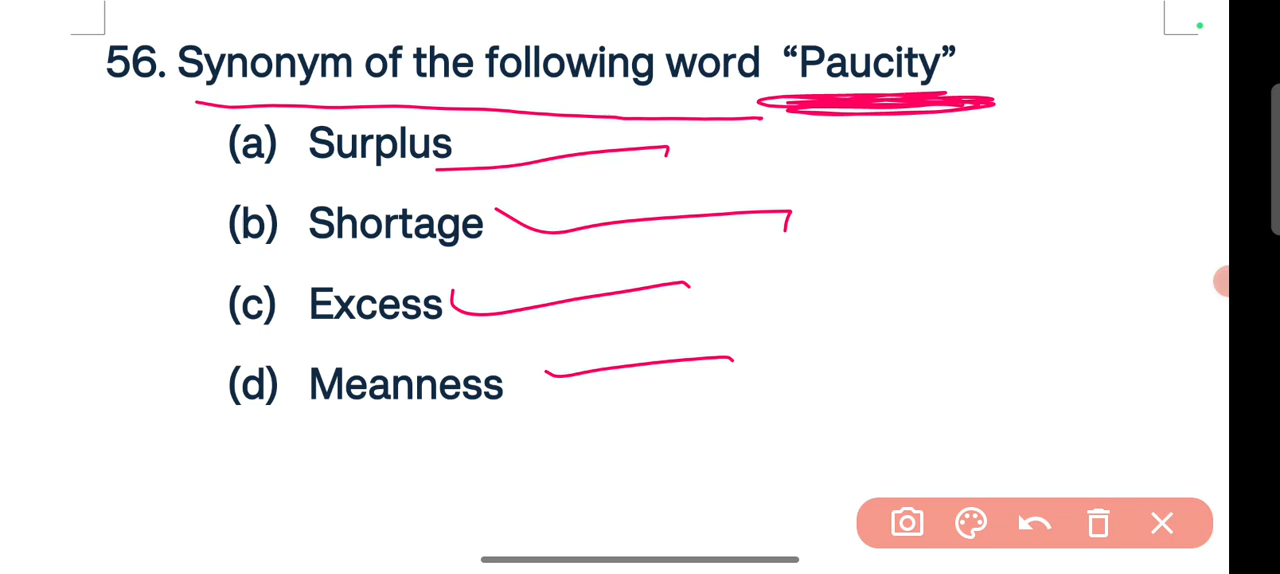 56. Synonym of the following word “Paucity”
(a) Surplus
(b) Shortage
(c) Excess
(d) Meanness